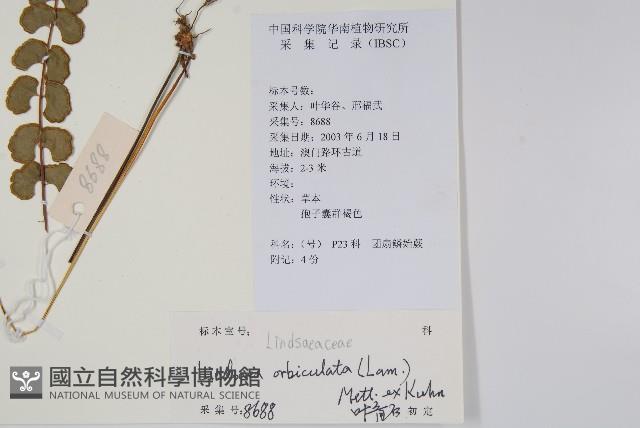 中国科学院华南植物研究所
采 集 记 录（IBSC）
标本号数：
采集人：叶华谷、邢福武
采集号：8688
采集日期：2003 年 6 月 18 日
地址：澳门路环古道
海拔：2-3 米
环境：
性状：草本
孢子囊群褐色
科名：（号） P23 科 团扇鳞始蕨
附记：4 份
8688
标本室号： Lindsaeaceae 科
orbiculata (Lam.)
Mett. ex Kuhn
采 集 号： 8688 初 定
國立自然科學博物館
NATIONAL MUSEUM OF NATURAL SCIENCE